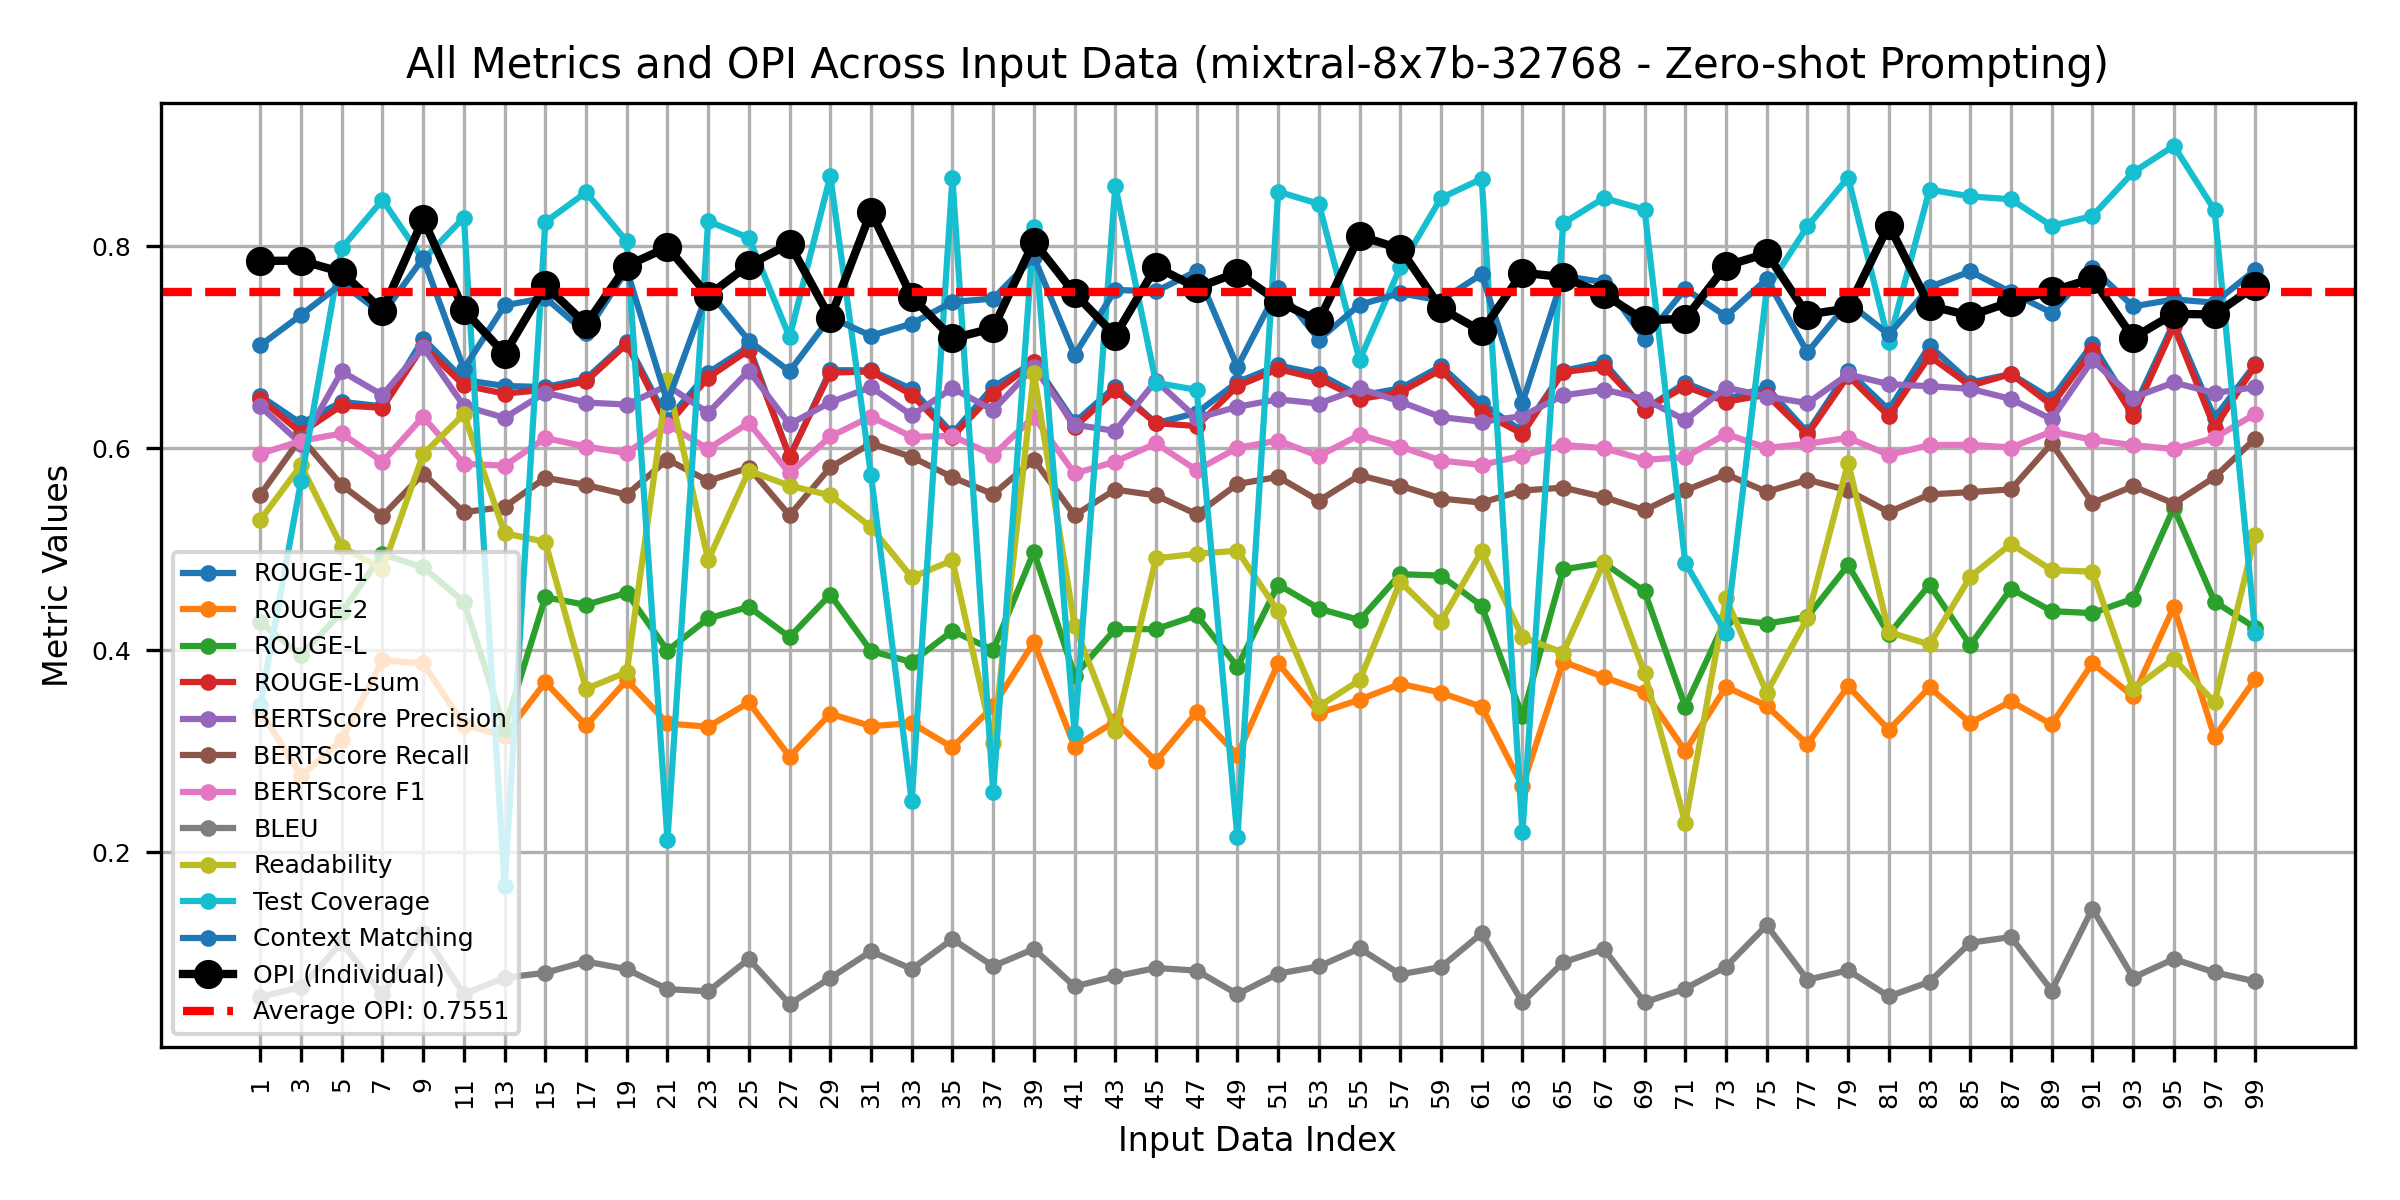 All Metrics and OPI Across Input Data (mixtral-8x7b-32768 - Zero-shot Prompting)
Metric Values
0.8
0.6
0.4
0.2
ROUGE-1
ROUGE-2
ROUGE-L
ROUGE-Lsum
BERTScore Precision
BERTScore Recall
BERTScore F1
BLEU
Readability
Test Coverage
Context Matching
OPI (Individual)
Average OPI: 0.7551
1 3 5 7 9 11 13 15 17 19 21 23 25 27 29 31 33 35 37 39 41 43 45 47 49 51 53 55 57 59 61 63 65 67 69 71 73 75 77 79 81 83 85 87 89 91 93 95 97 99
Input Data Index